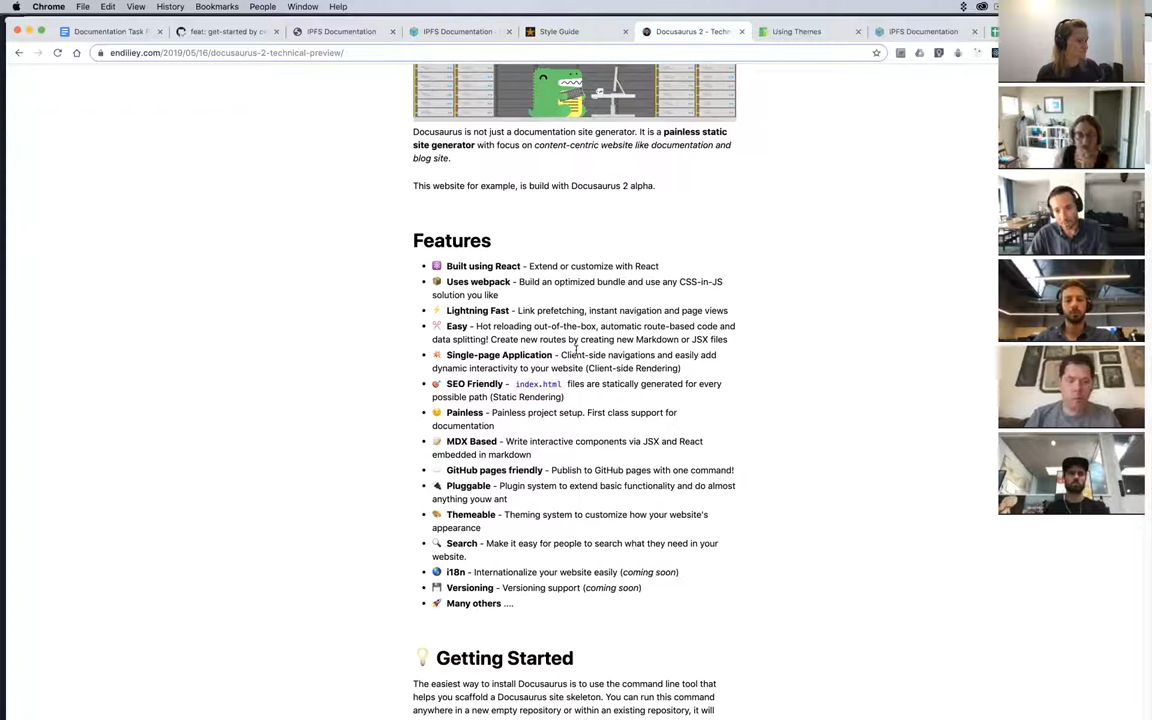 Chrome File Edit View History Bookmarks People Window Help
Documentation Task F
feat: get-started by c
IPFS Documentation
IPFS Documentation
Style Guide
Docusaurus 2 - Techn
Using Themes
IPFS Documentation
endiliey.com/2019/05/16/docusaurus-2-technical-preview/
Docusaurus is not just a documentation site generator. It is a painless static
site generator with focus on content-centric website like documentation and
blog site.
This website for example, is build with Docusaurus 2 alpha.
Features
Built using React - Extend or customize with React
Uses webpack - Build an optimized bundle and use any CSS-in-JS
solution you like
Lightning Fast - Link prefetching, instant navigation and page views
Easy - Hot reloading out-of-the-box, automatic route-based code and
data splitting! Create new routes by creating new Markdown or JSX files
Single-page Application - Client-side navigations and easily add
dynamic interactivity to your website (Client-side Rendering)
SEO Friendly - index.html files are statically generated for every
possible path (Static Rendering)
Painless - Painless project setup. First class support for
documentation
MDX Based - Write interactive components via JSX and React
embedded in markdown
GitHub pages friendly - Publish to GitHub pages with one command!
Pluggable - Plugin system to extend basic functionality and do almost
anything youw ant
Themeable - Theming system to customize how your website's
appearance
Search - Make it easy for people to search what they need in your
website.
i18n - Internationalize your website easily (coming soon)
Versioning - Versioning support (coming soon)
Many others ....
Getting Started
The easiest way to install Docusaurus is to use the command line tool that
helps you scaffold a Docusaurus site skeleton. You can run this command
anywhere in a new empty repository or within an existing repository, it will